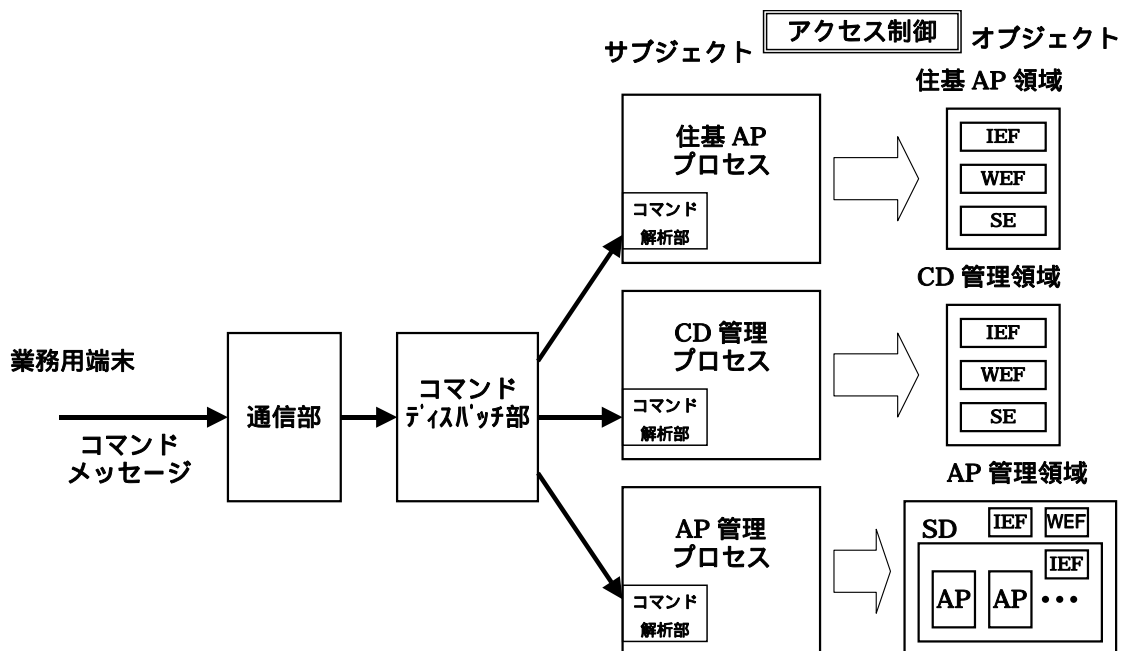 サブジェクト
アクセス制御
オブジェクト
住基 AP 領域
住基 AP
プロセス
コマンド
解析部
IEF
WEF
SE
CD 管理領域
CD 管理
プロセス
コマンド
解析部
IEF
WEF
SE
業務用端末
コマンド
メッセージ
通信部
コマンド
ディスパッチ部
AP 管理領域
AP 管理
プロセス
コマンド
解析部
SD
IEF
WEF
IEF
AP
AP
・・・